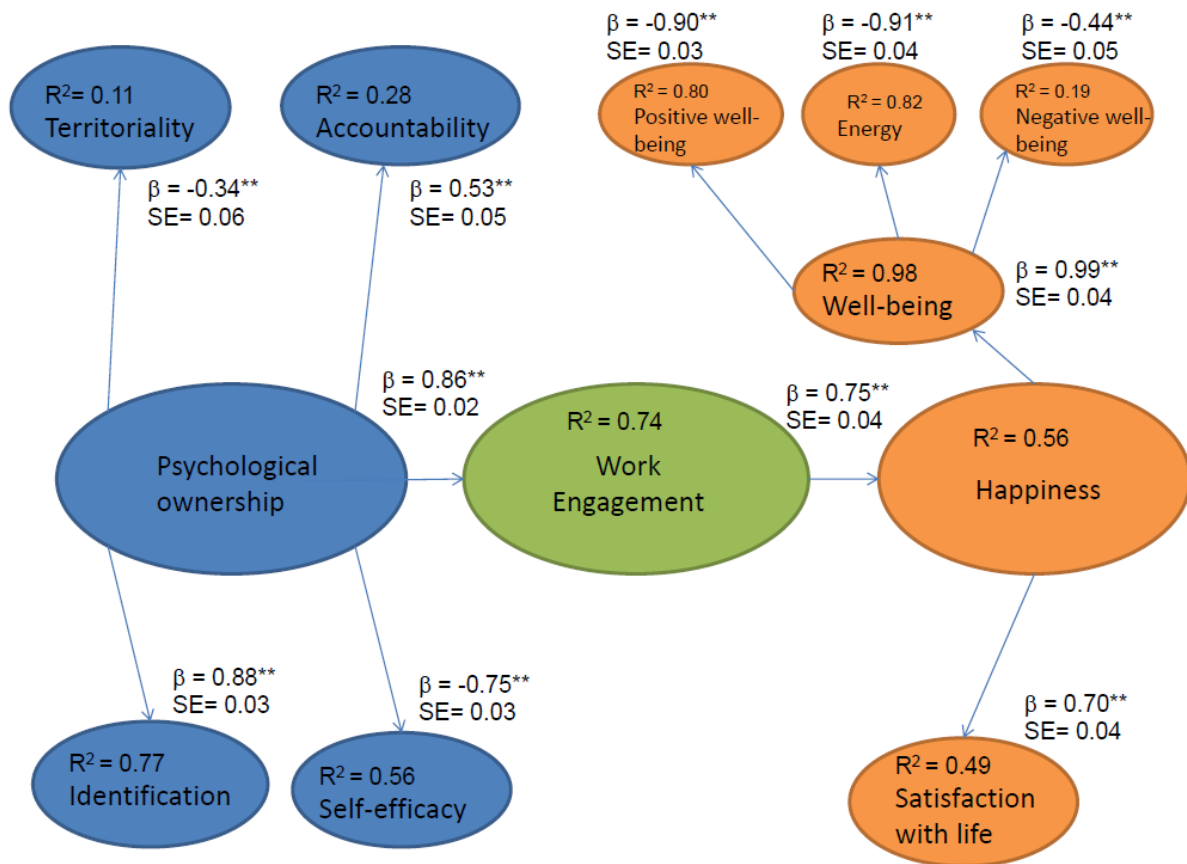 β = -0.90**
SE= 0.03
β = -0.91**
SE= 0.04
β = -0.44**
SE= 0.05
R²= 0.11
Territoriality
R² = 0.28
Accountability
R² = 0.80
Positive well-
being
R² = 0.82
Energy
R² = 0.19
Negative well-
being
β = -0.34**
SE= 0.06
β = 0.53**
SE= 0.05
R² = 0.98
Well-being
β = 0.99**
SE= 0.04
β = 0.86**
SE= 0.02
β = 0.75**
SE= 0.04
Psychological
ownership
R² = 0.74
Work
Engagement
R² = 0.56
Happiness
β = 0.88**
SE= 0.03
β = -0.75**
SE= 0.03
β = 0.70**
SE= 0.04
R² = 0.77
Identification
R² = 0.56
Self-efficacy
R² = 0.49
Satisfaction
with life